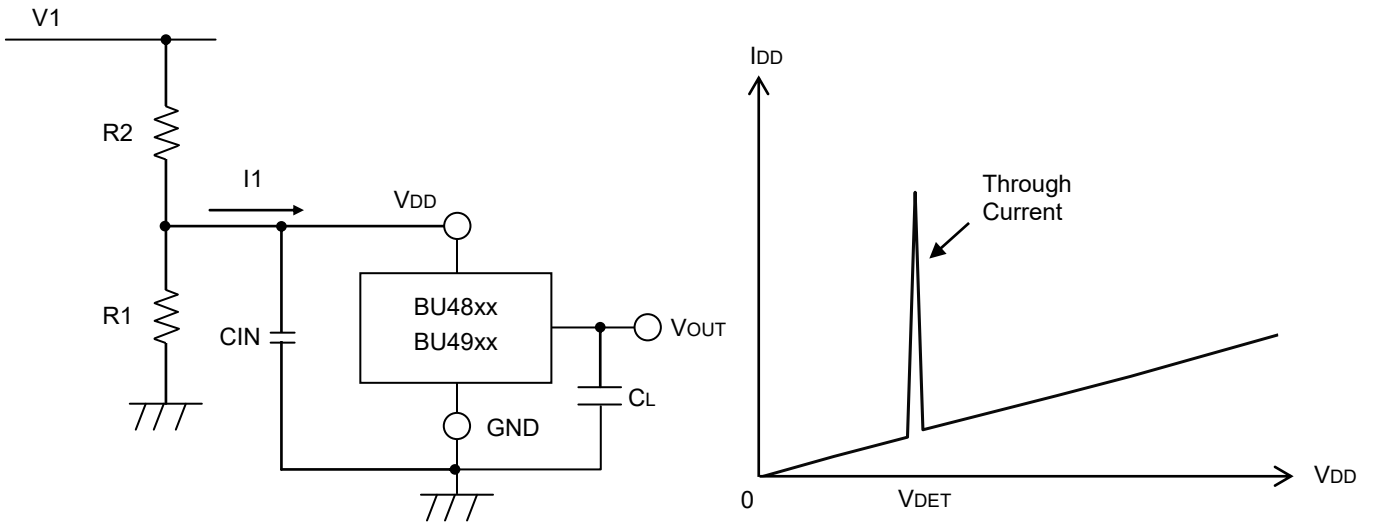 V1
R2
I1
VDD
R1
CIN
BU48xx
BU49xx
VOUT
CL
GND
IDD
Through
Current
0
VDET
VDD